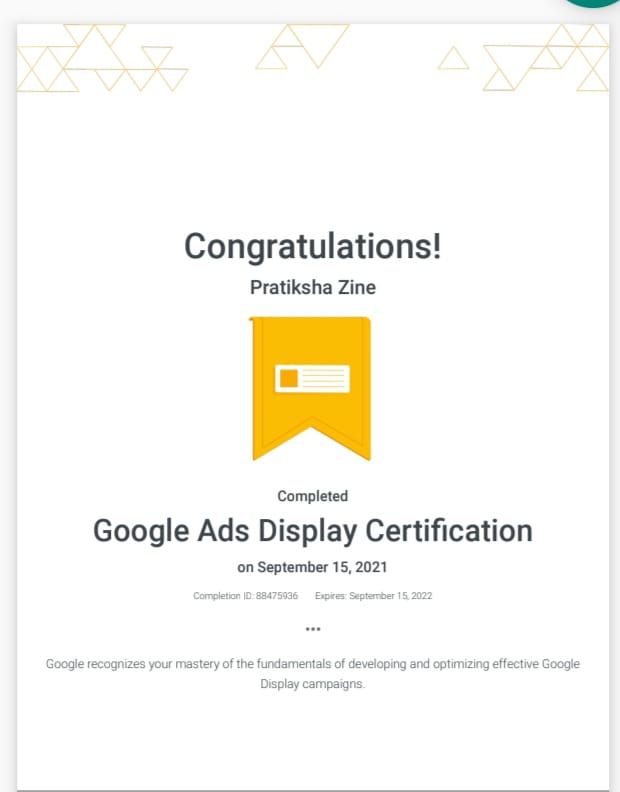 Congratulations!
Pratiksha Zine
Completed
Google Ads Display Certification
on September 15, 2021
Completion ID: 88475936 Expires: September 15, 2022
Google recognizes your mastery of the fundamentals of developing and optimizing effective Google
Display campaigns.